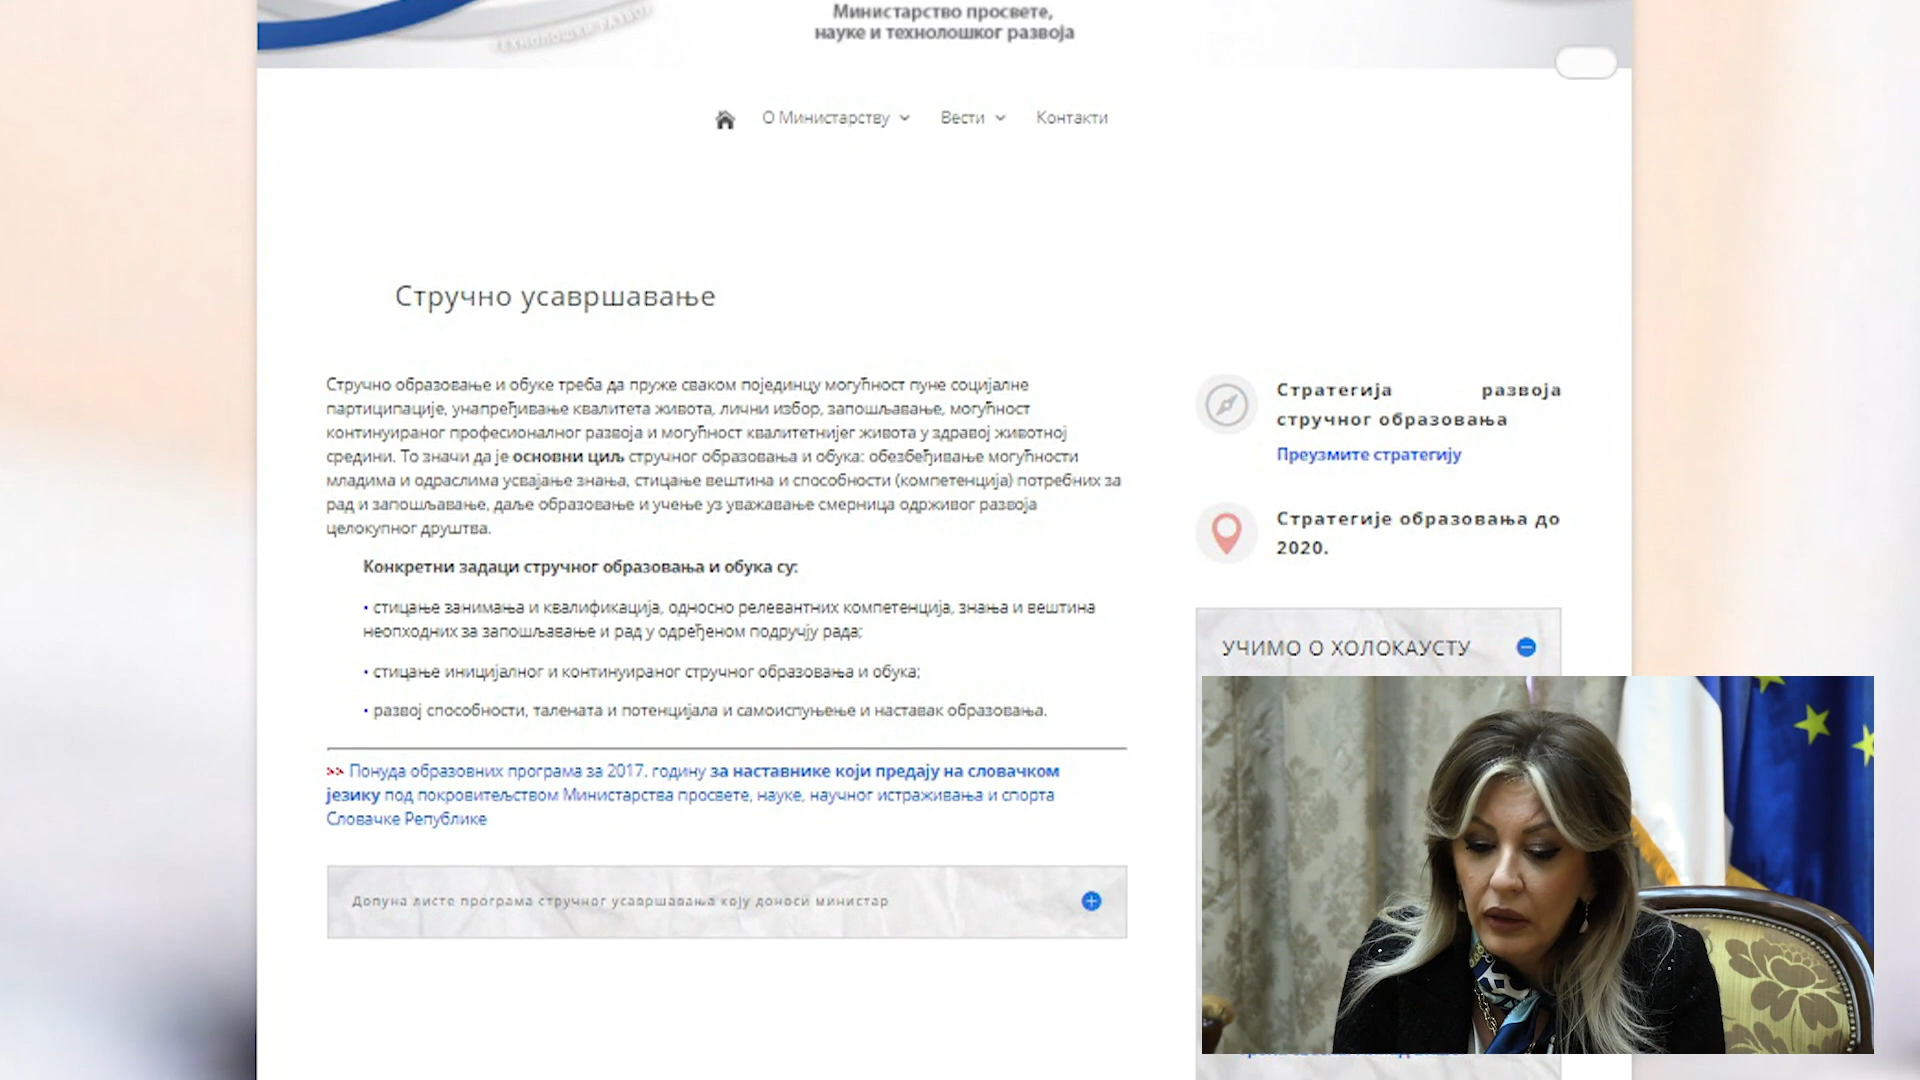 ТЕХНОЛОШКИ РАЗВОЈ
Министарство просвете,
науке и технолошког развоја
О Министарству
Вести
Контакти
Стручно усавршавање
Стручно образовање и обуке треба да пруже сваком појединцу могућност пуне социјалне
партиципације, унапређивање квалитета живота, лични избор, запошљавање, могућност
континуираног професионалног развоја и могућност квалитетнијег живота у здравој животној
средини. То значи да је основни циљ стручног образовања и обука: обезбеђивање могућности
младима и одраслима усвајање знања, стицање вештина и способности (компетенција) потребних за
рад и запошљавање, даље образовање и учење уз уважавање смерница одрживог развоја
целокупног друштва.
Конкретни задаци стручног образовања и обука су:
• стицање занимања и квалификација, односно релевантних компетенција, знања и вештина
неопходних за запошљавање и рад у одређеном подручју рада;
• стицање иницијалног и континуираног стручног образовања и обука;
• развој способности, талената и потенцијала и самоиспуњење и наставак образовања.
>> Понуда образовних програма за 2017. годину за наставнике који предају на словачком
језику под покровитељством Министарства просвете, науке, научног истраживања и спорта
Словачке Републике
Допуна листе програма стручног усавршавања коју доноси министар
Стратегија развоја
стручног образовања
Преузмите стратегију
Стратегије образовања до
2020.
УЧИМО О ХОЛОКАУСТУ